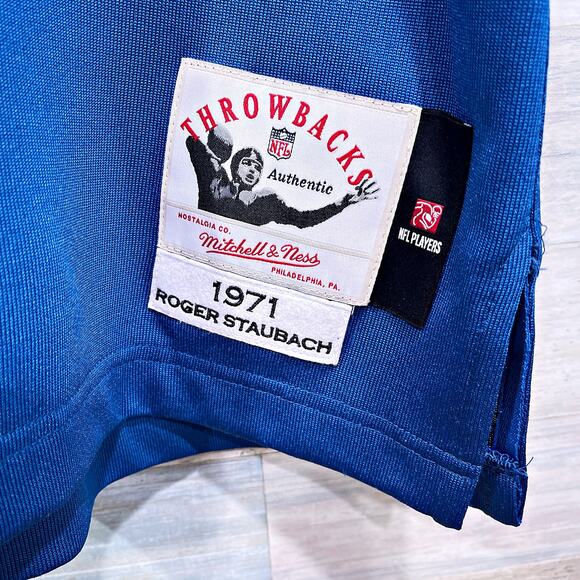 THROWBACKS
NFL
Authentic
NOSTALGIA CO.
Mitchell & Ness
PHILADELPHIA, PA.
NFL PLAYERS
1971
ROGER STAUBACH